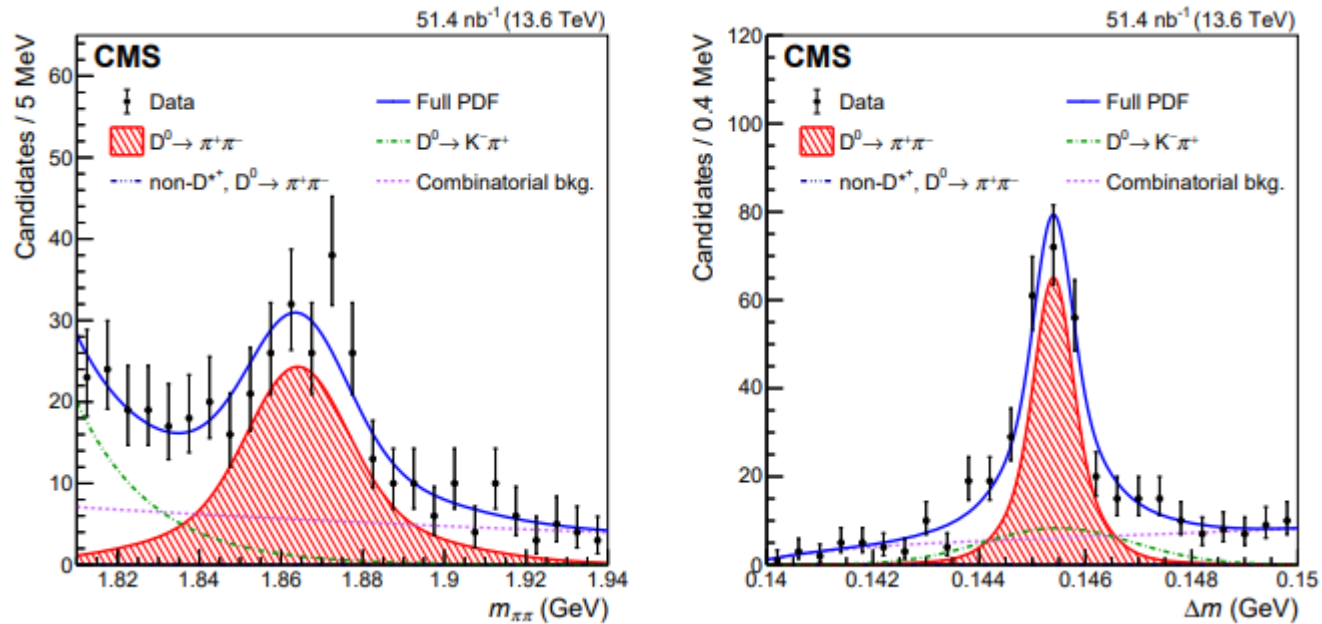 51.4 nb⁻¹ (13.6 TeV)
CMS
Data
Full PDF
D⁰→ π⁺π⁻
D⁰→ K⁻π⁺
non-D*⁺, D⁰→ π⁺π⁻
Combinatorial bkg.
Candidates / 5 MeV
60
50
40
30
20
10
0
1.82 1.84 1.86 1.88 1.9 1.92 1.94
mππ (GeV)
51.4 nb⁻¹ (13.6 TeV)
CMS
Data
Full PDF
D⁰→ π⁺π⁻
D⁰→ K⁻π⁺
non-D*⁺, D⁰→ π⁺π⁻
Combinatorial bkg.
Candidates / 0.4 MeV
120
100
80
60
40
20
0
0.14 0.142 0.144 0.146 0.148 0.15
Δm (GeV)